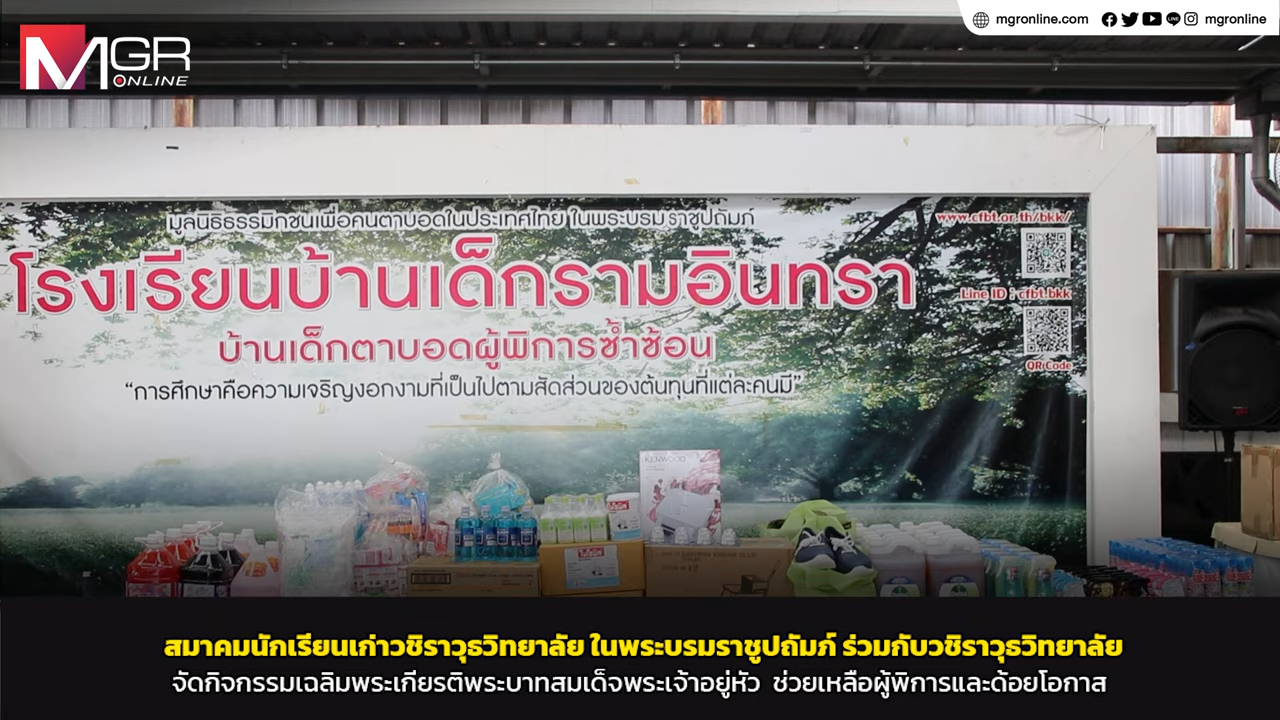 MGR
ONLINE
mgronline.com mgronline
มูลนิธิธรรมิกชนเพื่อคนตาบอดในประเทศไทย ในพระบรมราชูปถัมภ์
www.cfbt.or.th/bkk/
โรงเรียนบ้านเด็กรามอินทรา
Line ID : cfbt.bkk
บ้านเด็กตาบอดผู้พิการซ้ำซ้อน
QR Code
“การศึกษาคือความเจริญงอกงามที่เป็นไปตามสัดส่วนของต้นทุนที่แต่ละคนมี”
KENWOOD
สมาคมนักเรียนเก่าวชิราวุธวิทยาลัย ในพระบรมราชูปถัมภ์ ร่วมกับวชิราวุธวิทยาลัย
จัดกิจกรรมเฉลิมพระเกียรติพระบาทสมเด็จพระเจ้าอยู่หัว ช่วยเหลือผู้พิการและด้อยโอกาส